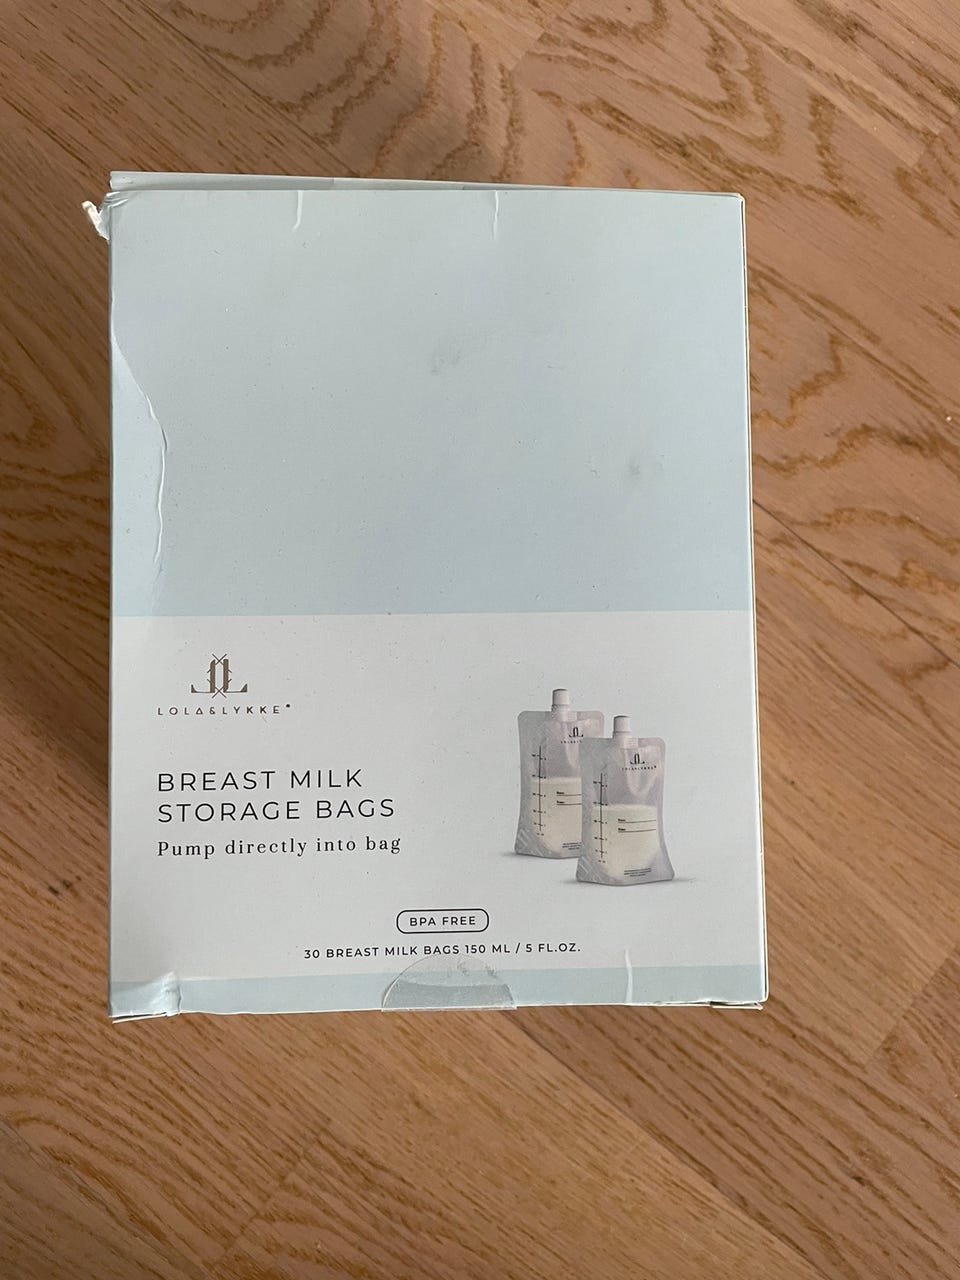 LOLA&LYKKE®
BREAST MILK
STORAGE BAGS
Pump directly into bag
BPA FREE
30 BREAST MILK BAGS 150 ML / 5 FL.OZ.